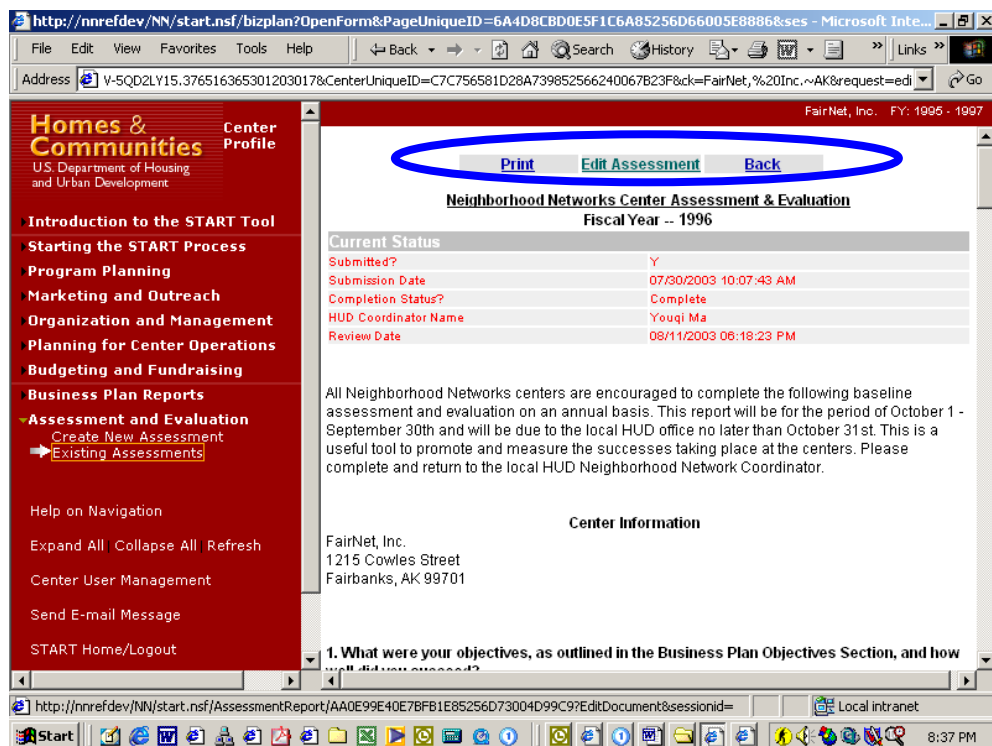 http://nnrefdev/NN/start.nsf/bizplan?OpenForm&PageUniqueID=6A4D8CBD0E5F1C6A85256D66005E8886&ses - Microsoft Inte...
File Edit View Favorites Tools Help Back Search History Links »
Address V-5QD2LY15.376516365301203017&CenterUniqueID=C7C756581D28A739852566240067B23F&ck=FairNet,%20Inc.~AK&request=edi Go
FairNet, Inc. FY: 1995 - 1997
Homes &
Communities
U.S. Department of Housing
and Urban Development
Center
Profile
Introduction to the START Tool
Starting the START Process
Program Planning
Marketing and Outreach
Organization and Management
Planning for Center Operations
Budgeting and Fundraising
Business Plan Reports
Assessment and Evaluation
Create New Assessment
Existing Assessments
Help on Navigation
Expand All | Collapse All | Refresh
Center User Management
Send E-mail Message
START Home/Logout
Print Edit Assessment Back
Neighborhood Networks Center Assessment & Evaluation
Fiscal Year -- 1996
Current Status
Submitted? Y
Submission Date 07/30/2003 10:07:43 AM
Completion Status? Complete
HUD Coordinator Name Youqi Ma
Review Date 08/11/2003 06:18:23 PM
All Neighborhood Networks centers are encouraged to complete the following baseline
assessment and evaluation on an annual basis. This report will be for the period of October 1 -
September 30th and will be due to the local HUD office no later than October 31st. This is a
useful tool to promote and measure the successes taking place at the centers. Please
complete and return to the local HUD Neighborhood Network Coordinator.
Center Information
FairNet, Inc.
1215 Cowles Street
Fairbanks, AK 99701
1. What were your objectives, as outlined in the Business Plan Objectives Section, and how
well did you succeed?
http://nnrefdev/NN/start.nsf/AssessmentReport/AA0E99E40E7BFB1E85256D73004D99C9?EditDocument&sessionid= Local intranet
Start 8:37 PM